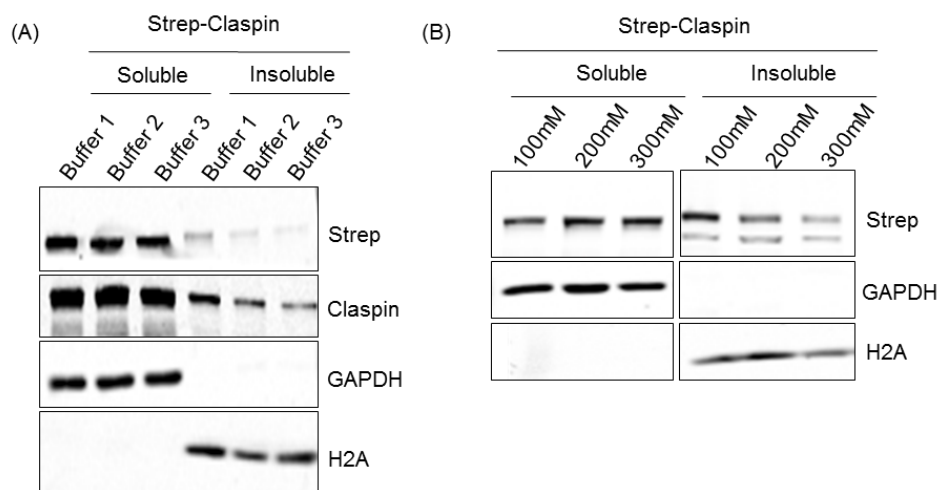 (A)
Strep-Claspin
Soluble Insoluble
Buffer 1 Buffer 2 Buffer 3 Buffer 1 Buffer 2 Buffer 3
Strep
Claspin
GAPDH
H2A
(B)
Strep-Claspin
Soluble Insoluble
100mM 200mM 300mM 100mM 200mM 300mM
Strep
GAPDH
H2A